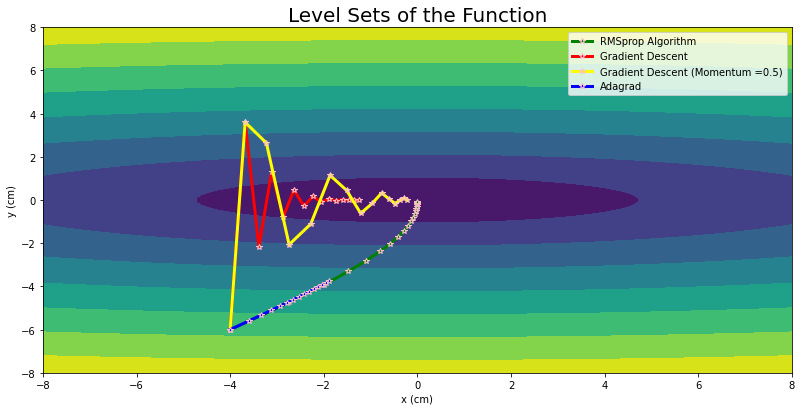 Level Sets of the Function
RMSprop Algorithm
Gradient Descent
Gradient Descent (Momentum =0.5)
Adagrad
y (cm)
8
6
4
2
0
−2
−4
−6
−8
−8
−6
−4
−2
0
2
4
6
8
x (cm)